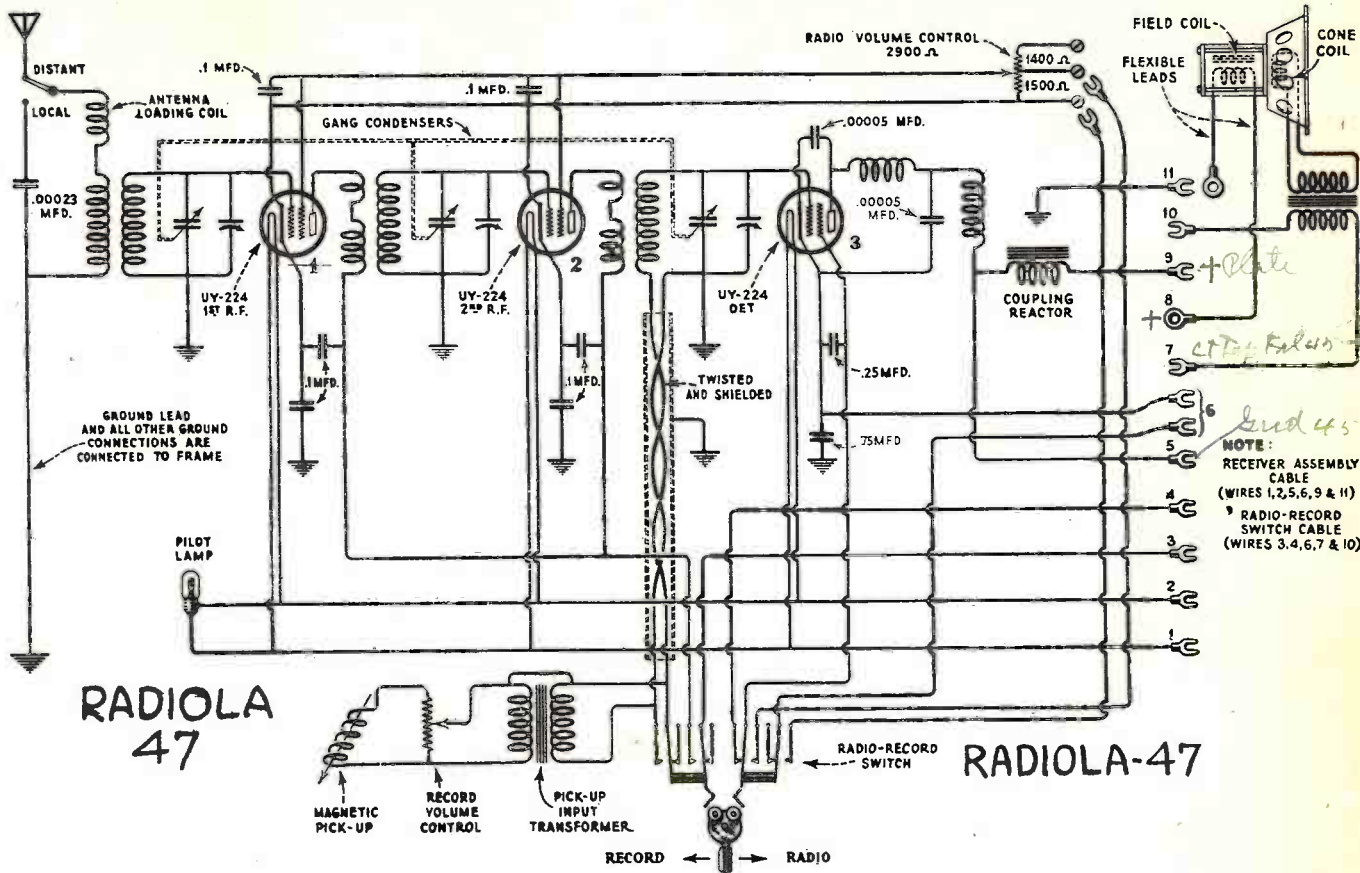 DISTANT
LOCAL
.1 MFD.
ANTENNA
LOADING COIL
GANG CONDENSERS
.1 MFD.
RADIO VOLUME CONTROL
2900 Ω
1400 Ω
1500 Ω
FIELD COIL
CONE
COIL
FLEXIBLE
LEADS
.00023
MFD.
.00005 MFD.
.00005
MFD.
1
2
3
UY-224
1ST R.F.
UY-224
2ND R.F.
UY-224
DET
.1MFD.
.1MFD.
.25MFD.
.75MFD
TWISTED
AND SHIELDED
COUPLING
REACTOR
11
10
9
+ Plate
8
+
7
6
5
Grid 45
4
3
2
1
NOTE:
RECEIVER ASSEMBLY
CABLE
(WIRES 1,2,5,6,9 & 11)
RADIO-RECORD
SWITCH CABLE
(WIRES 3.4,6,7 & 10)
GROUND LEAD
AND ALL OTHER GROUND
CONNECTIONS ARE
CONNECTED TO FRAME
PILOT
LAMP
RADIOLA
47
MAGNETIC
PICK-UP
RECORD
VOLUME
CONTROL
PICK-UP
INPUT
TRANSFORMER
RADIO-RECORD
SWITCH
RADIOLA-47
RECORD
RADIO